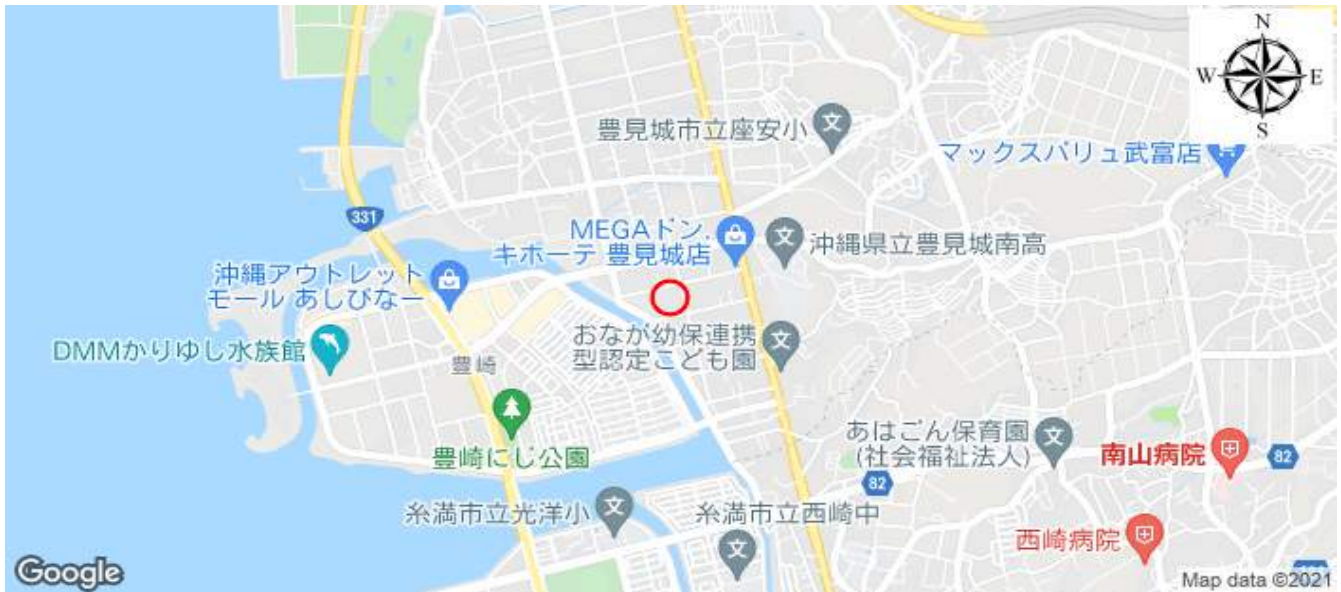 N
W
E
S
豊見城市立座安小
マックスバリュ武富店
331
MEGAドン.
キホーテ 豊見城店
沖縄県立豊見城南高
沖縄アウトレット
モール あしびなー
DMMかりゆし水族館
豊崎
おなが幼保連携
型認定こども園
豊崎にじ公園
あはごん保育園
(社会福祉法人)
南山病院
82
82
糸満市立光洋小
糸満市立西崎中
西崎病院
Google
Map data ©2021